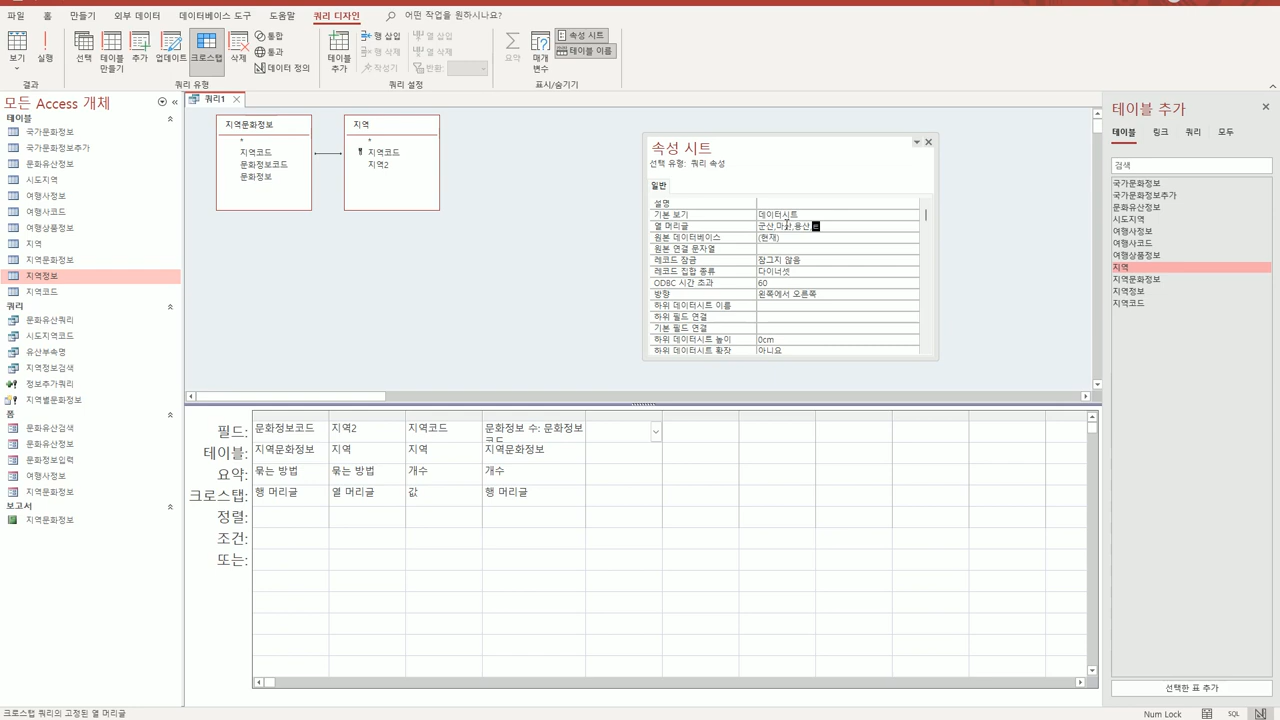 파일 홈 만들기 외부 데이터 데이터베이스 도구 도움말 쿼리 디자인 어떤 작업을 원하시나요?
보기 실행 선택 테이블 만들기 추가 업데이트 크로스탭 삭제 통합 통과 데이터 정의 테이블 추가 행 삽입 행 삭제 작성기 열 삽입 열 삭제 반환: 요약 매개 변수 속성 시트 테이블 이름
결과 쿼리 유형 쿼리 설정 표시/숨기기
모든 Access 개체
테이블
국가문화정보
국가문화정보추가
문화유산정보
시도지역
여행사정보
여행사코드
여행상품정보
지역
지역문화정보
지역정보
지역코드
쿼리
문화유산쿼리
시도지역코드
유산부속명
지역정보검색
정보추가쿼리
지역별문화정보
폼
문화유산검색
문화유산정보
문화정보입력
여행사정보
지역문화정보
보고서
지역문화정보
쿼리1
지역문화정보
*
지역코드
문화정보코드
문화정보
지역
*
지역코드
지역2
속성 시트
선택 유형: 쿼리 속성
일반
설명
기본 보기 데이터시트
열 머리글 군산,마산,용산,
원본 데이터베이스 (현재)
원본 연결 문자열
레코드 잠금 잠그지 않음
레코드 집합 종류 다이너셋
ODBC 시간 초과 60
방향 왼쪽에서 오른쪽
하위 데이터시트 이름
하위 필드 연결
기본 필드 연결
하위 데이터시트 높이 0cm
하위 데이터시트 확장 아니요
필드: 문화정보코드 지역2 지역코드 문화정보 수: 문화정보코드
테이블: 지역문화정보 지역 지역 지역문화정보
요약: 묶는 방법 묶는 방법 개수 개수
크로스탭: 행 머리글 열 머리글 값 행 머리글
정렬:
조건:
또는:
테이블 추가
테이블 링크 쿼리 모두
검색
국가문화정보
국가문화정보추가
문화유산정보
시도지역
여행사정보
여행사코드
여행상품정보
지역
지역문화정보
지역정보
지역코드
선택한 표 추가
크로스탭 쿼리의 고정된 열 머리글
Num Lock SQL